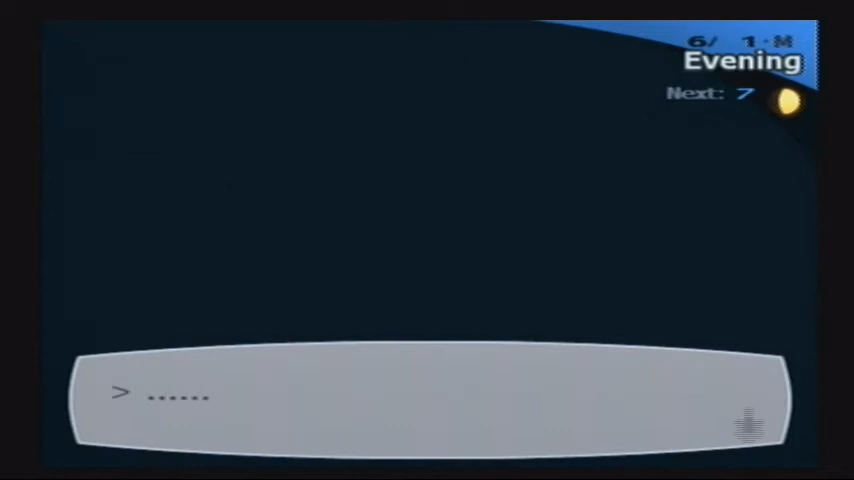 6/ 1・M
Evening
Next: 7
> ......